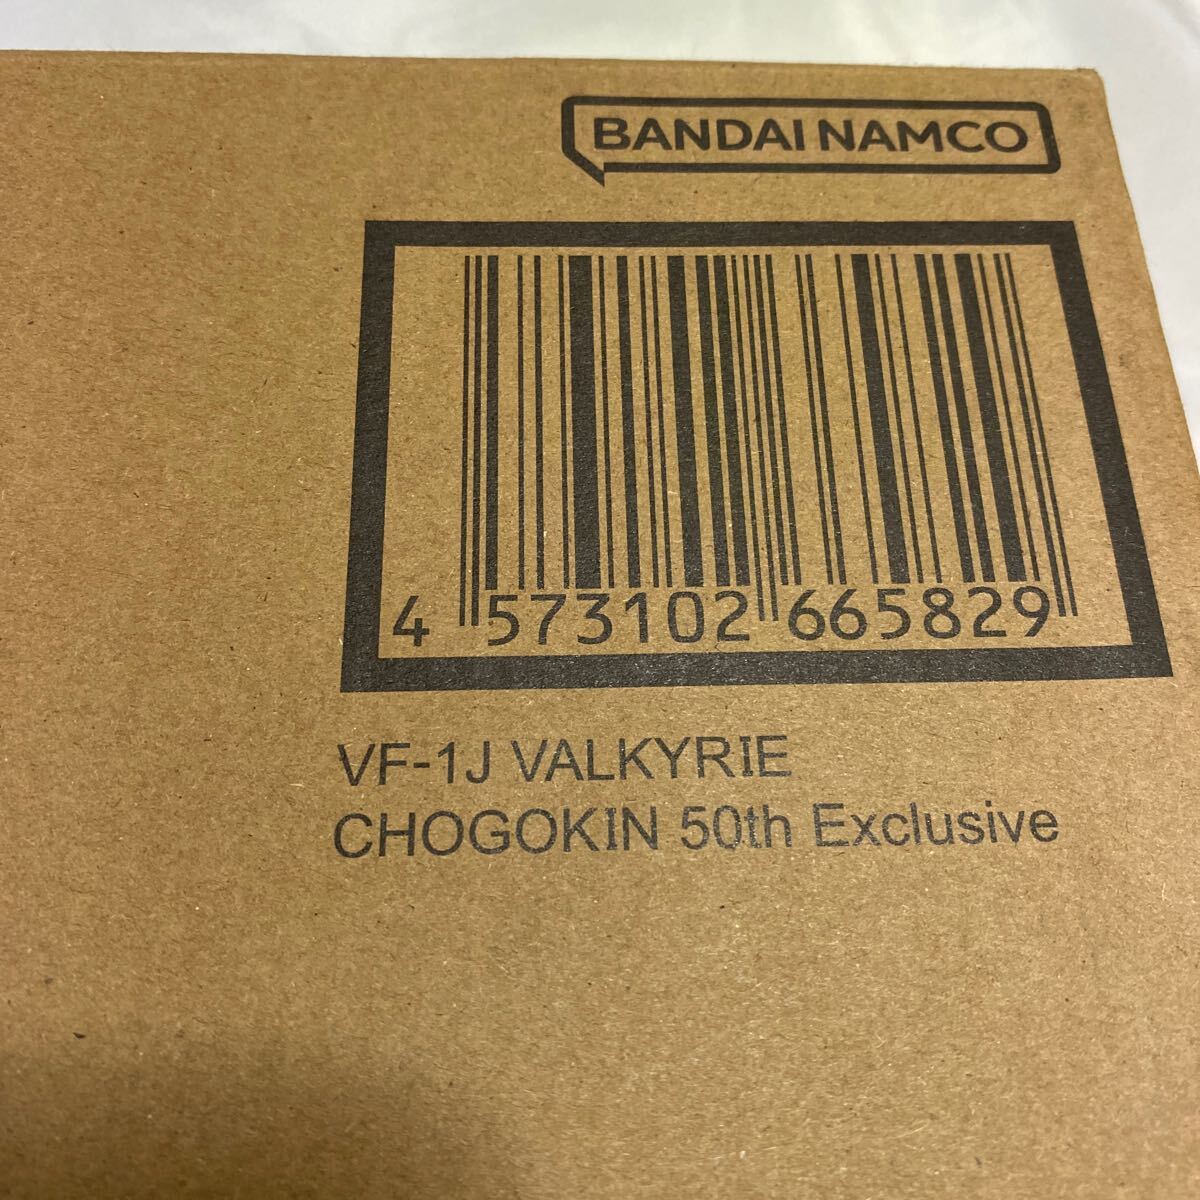 BANDAI NAMCO
4 573102 665829
VF-1J VALKYRIE
CHOGOKIN 50th Exclusive